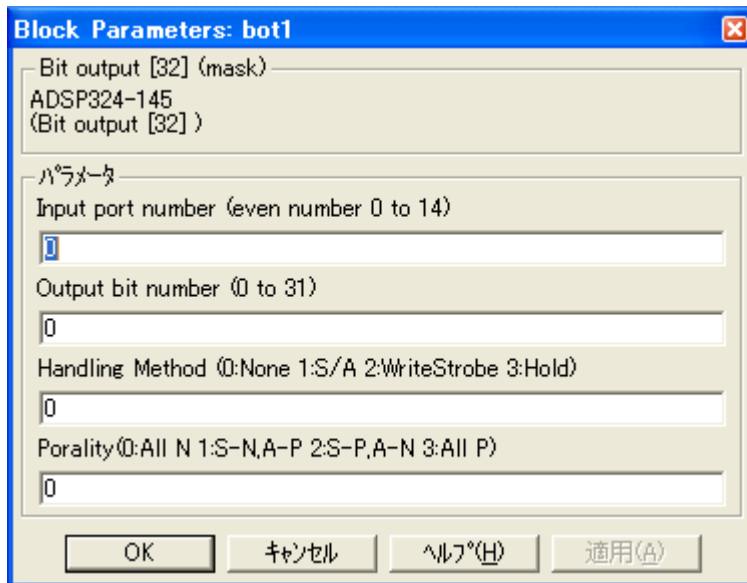 Block Parameters: bot1
Bit output [32] (mask)
ADSP324-145
(Bit output [32] )
パラメータ
Input port number (even number 0 to 14)
0
Output bit number (0 to 31)
0
Handling Method (0:None 1:S/A 2:WriteStrobe 3:Hold)
0
Porality(0:All N 1:S-N,A-P 2:S-P,A-N 3:All P)
0
OK キャンセル ヘルプ(H) 適用(A)